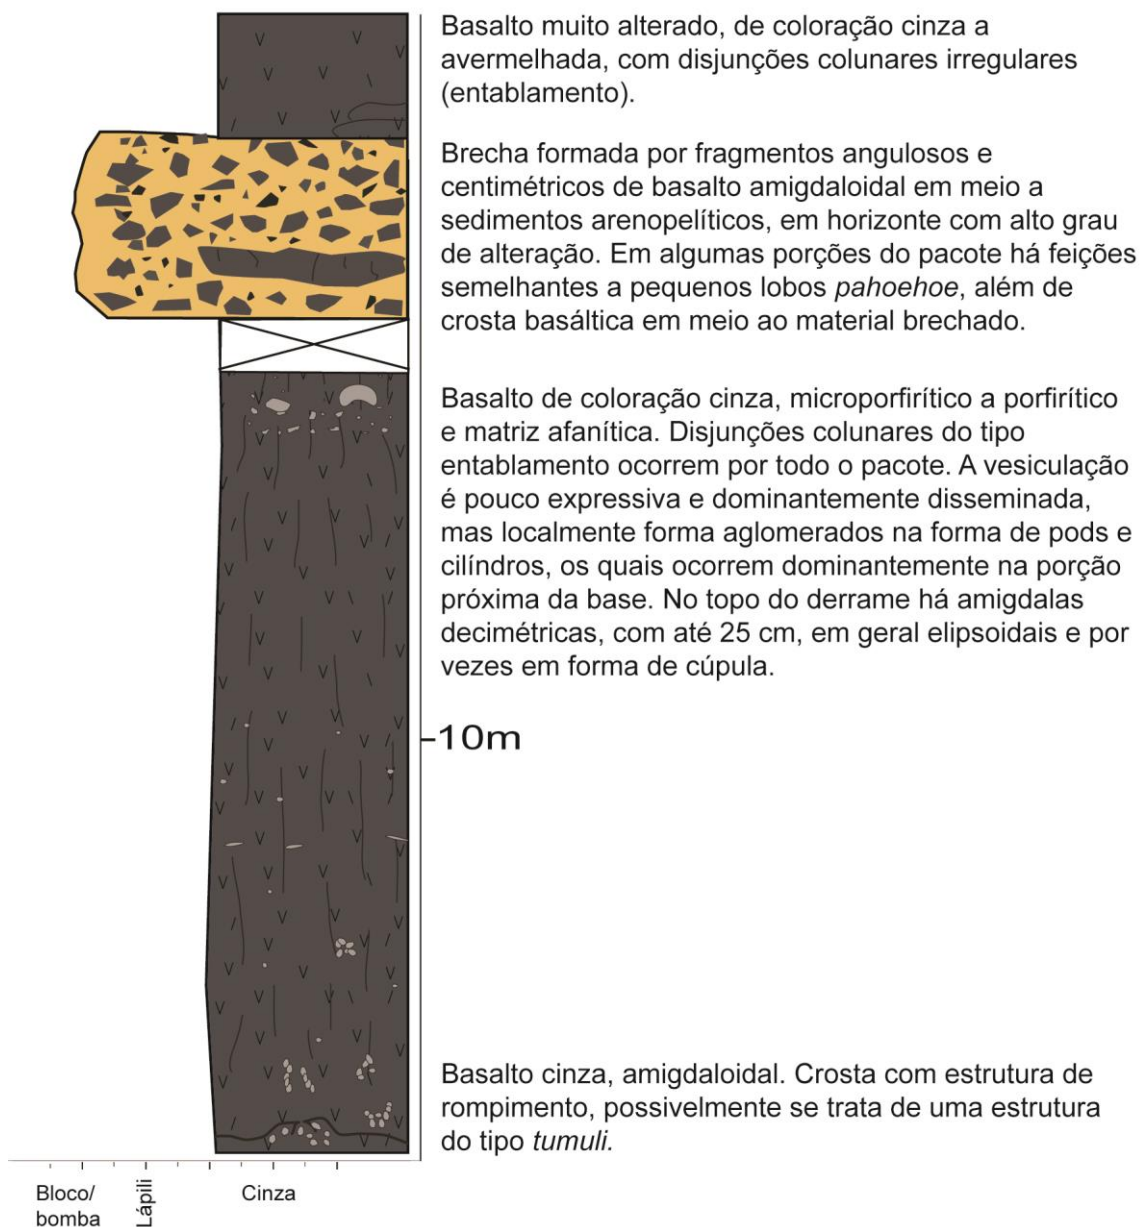 Basalto muito alterado, de coloração cinza a
avermelhada, com disjunções colunares irregulares
(entablamento).
Brecha formada por fragmentos angulosos e
centimétricos de basalto amigdaloidal em meio a
sedimentos arenopelíticos, em horizonte com alto grau
de alteração. Em algumas porções do pacote há feições
semelhantes a pequenos lobos pahoehoe, além de
crosta basáltica em meio ao material brechado.
Basalto de coloração cinza, microporfirítico a porfirítico
e matriz afanítica. Disjunções colunares do tipo
entablamento ocorrem por todo o pacote. A vesiculação
é pouco expressiva e dominantemente disseminada,
mas localmente forma aglomerados na forma de pods e
cilíndros, os quais ocorrem dominantemente na porção
próxima da base. No topo do derrame há amigdalas
decimétricas, com até 25 cm, em geral elipsoidais e por
vezes em forma de cúpula.
10m
Basalto cinza, amigdaloidal. Crosta com estrutura de
rompimento, possivelmente se trata de uma estrutura
do tipo tumuli.
Bloco/
bomba
Lápili
Cinza